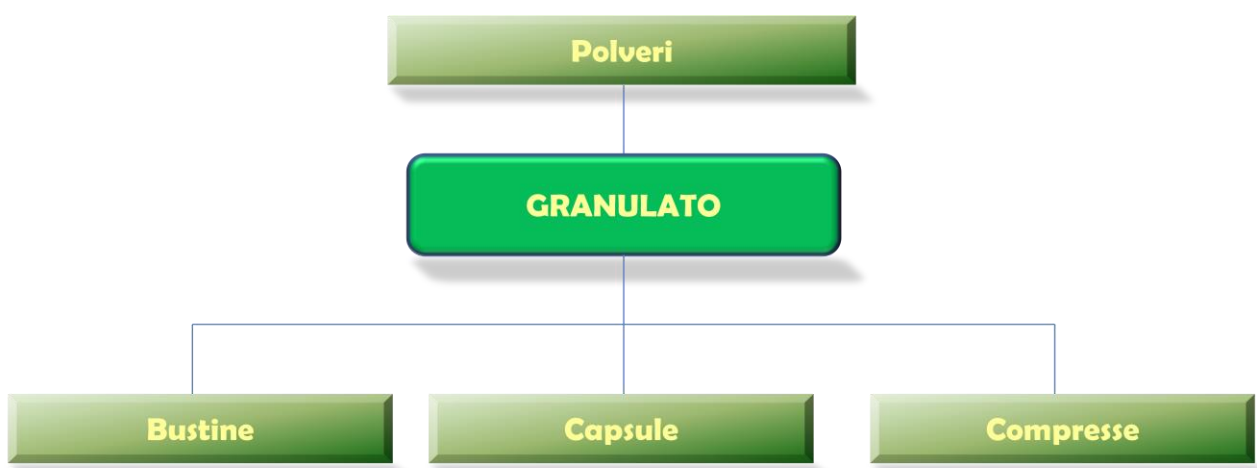 Polveri
GRANULATO
Bustine
Capsule
Compresse